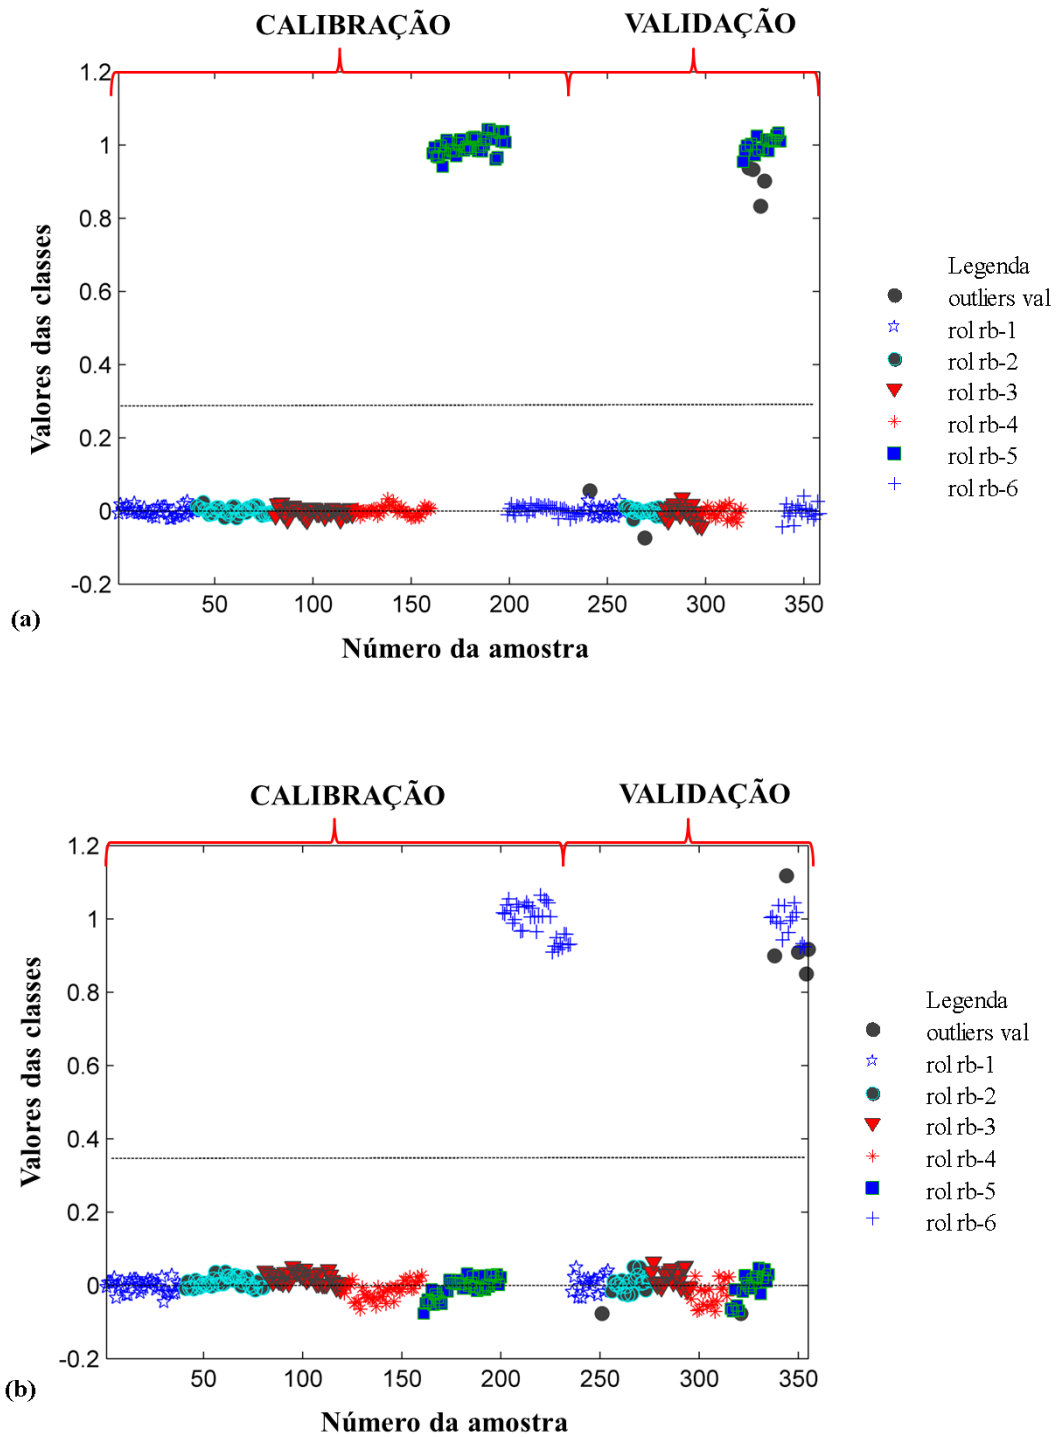 CALIBRAÇÃO VALIDAÇÃO
1.2
1
0.8
0.6
0.4
0.2
0
-0.2
Valores das classes
50 100 150 200 250 300 350
Número da amostra
(a)
Legenda
outliers val
rol rb-1
rol rb-2
rol rb-3
rol rb-4
rol rb-5
rol rb-6
CALIBRAÇÃO VALIDAÇÃO
1.2
1
0.8
0.6
0.4
0.2
0
-0.2
Valores das classes
50 100 150 200 250 300 350
Número da amostra
(b)
Legenda
outliers val
rol rb-1
rol rb-2
rol rb-3
rol rb-4
rol rb-5
rol rb-6